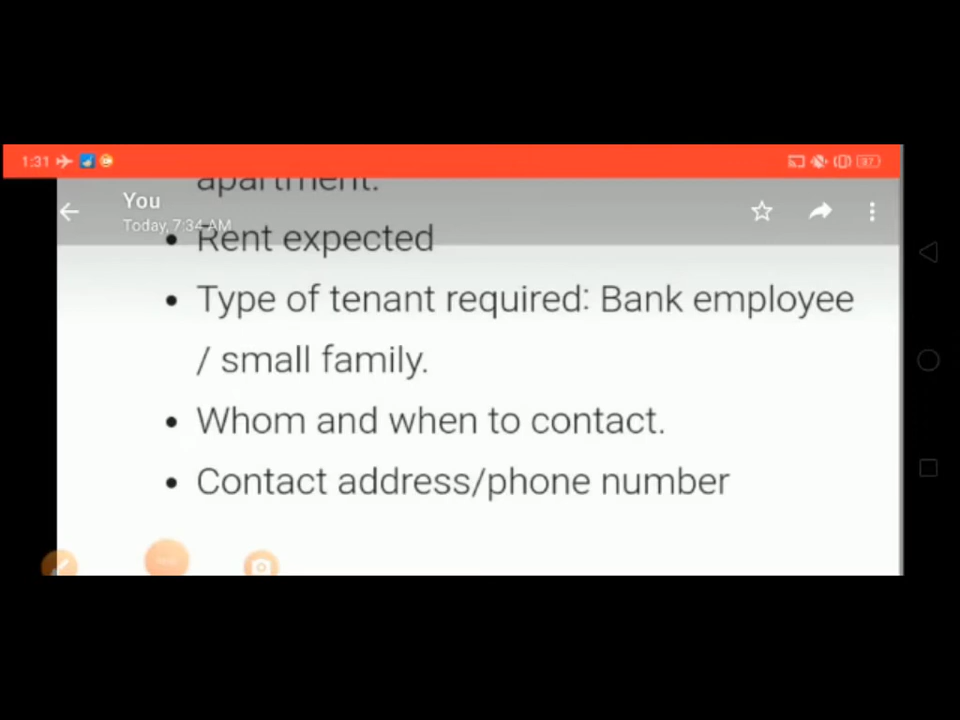 1:31
87
apartment.
You
Today, 7:34 AM
• Rent expected
• Type of tenant required: Bank employee
/ small family.
• Whom and when to contact.
• Contact address/phone number